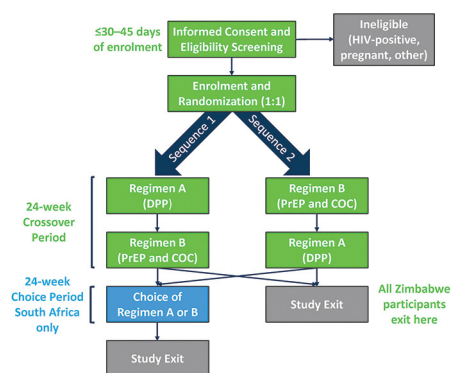 ≤30–45 days
of enrolment
Informed Consent and
Eligibility Screening
Ineligible
(HIV-positive,
pregnant, other)
Enrolment and
Randomization (1:1)
Sequence 1
Sequence 2
24-week
Crossover
Period
Regimen A
(DPP)
Regimen B
(PrEP and COC)
Regimen B
(PrEP and COC)
Regimen A
(DPP)
24-week
Choice Period
South Africa
only
Choice of
Regimen A or B
Study Exit
All Zimbabwe
participants
exit here
Study Exit